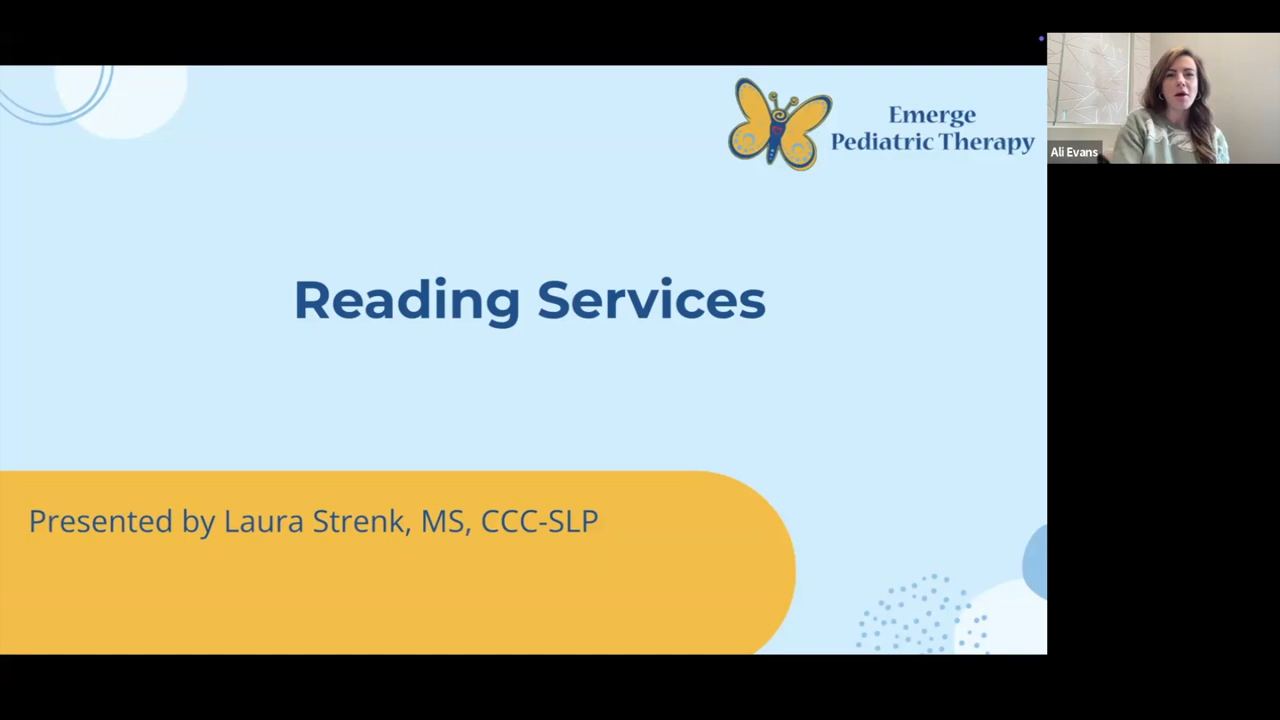 Emerge
Pediatric Therapy
Ali Evans
Reading Services
Presented by Laura Strenk, MS, CCC-SLP